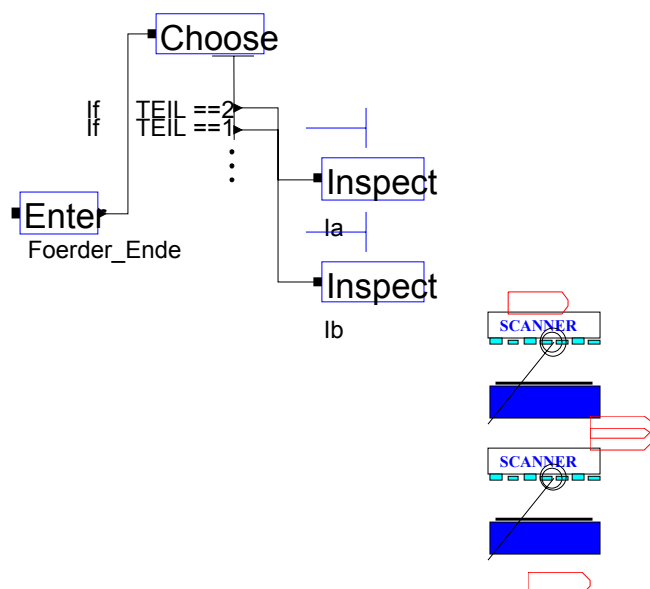 Choose
If TEIL ==2
If TEIL ==1
Inspect
Enter
Ia
Foerder_Ende
Inspect
Ib
SCANNER
SCANNER